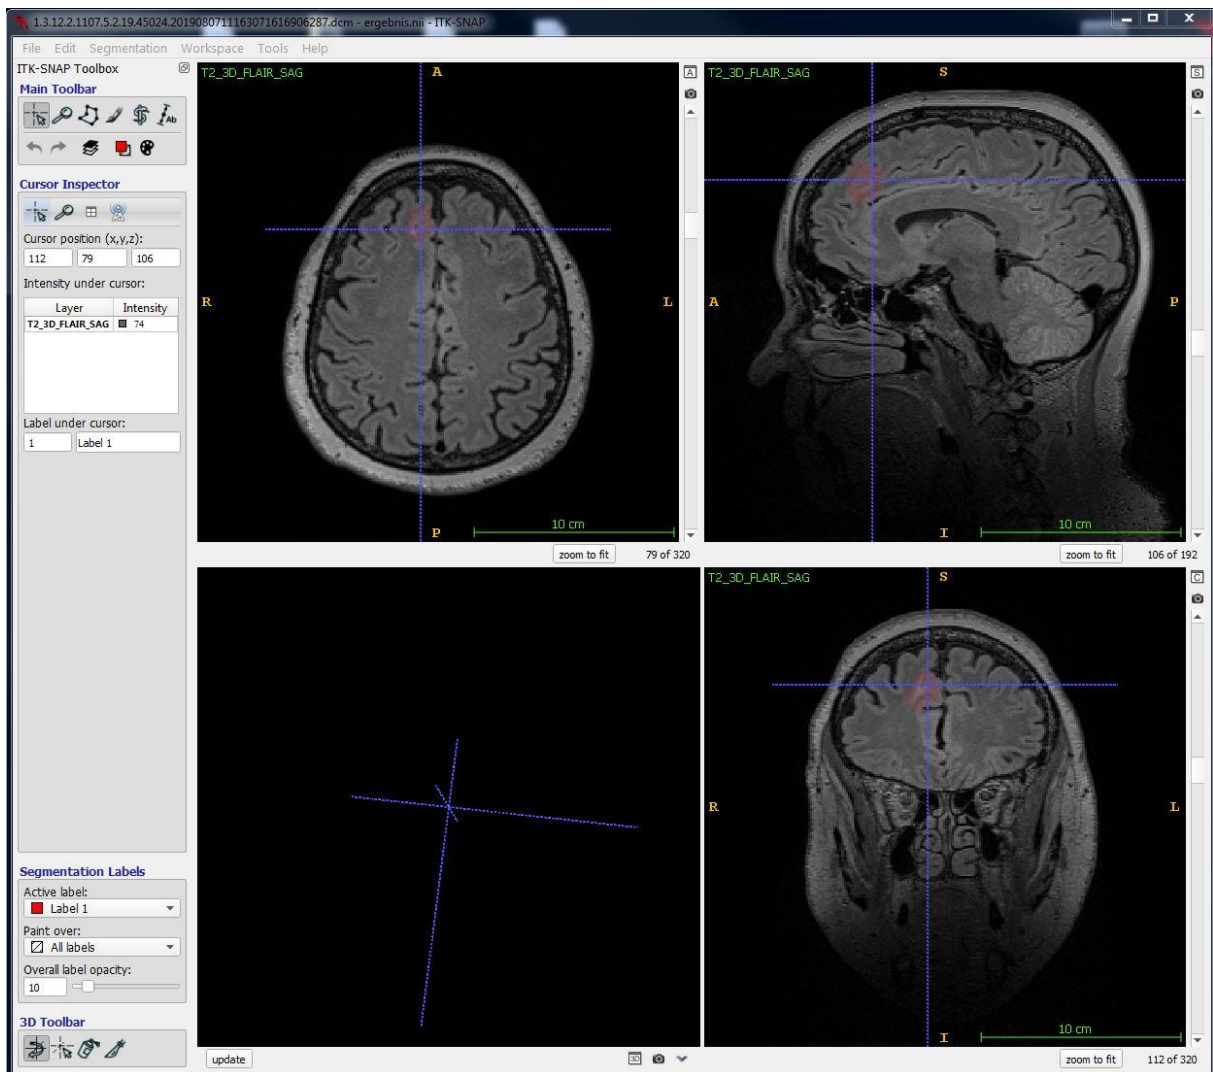 1.3.12.2.1107.5.2.19.45024.2019080711163071616906287.dcm - ergebnis.nii - ITK-SNAP
File Edit Segmentation Workspace Tools Help
ITK-SNAP Toolbox
Main Toolbar
Cursor Inspector
Cursor position (x,y,z):
112 79 106
Intensity under cursor:
Layer Intensity
T2_3D_FLAIR_SAG 74
Label under cursor:
1 Label 1
Segmentation Labels
Active label:
Label 1
Paint over:
All labels
Overall label opacity:
10
3D Toolbar
T2_3D_FLAIR_SAG
A
A
R
L
P
10 cm
zoom to fit 79 of 320
T2_3D_FLAIR_SAG
S
S
A
P
I
10 cm
zoom to fit 106 of 192
update
3D
T2_3D_FLAIR_SAG
S
C
R
L
I
10 cm
zoom to fit 112 of 320